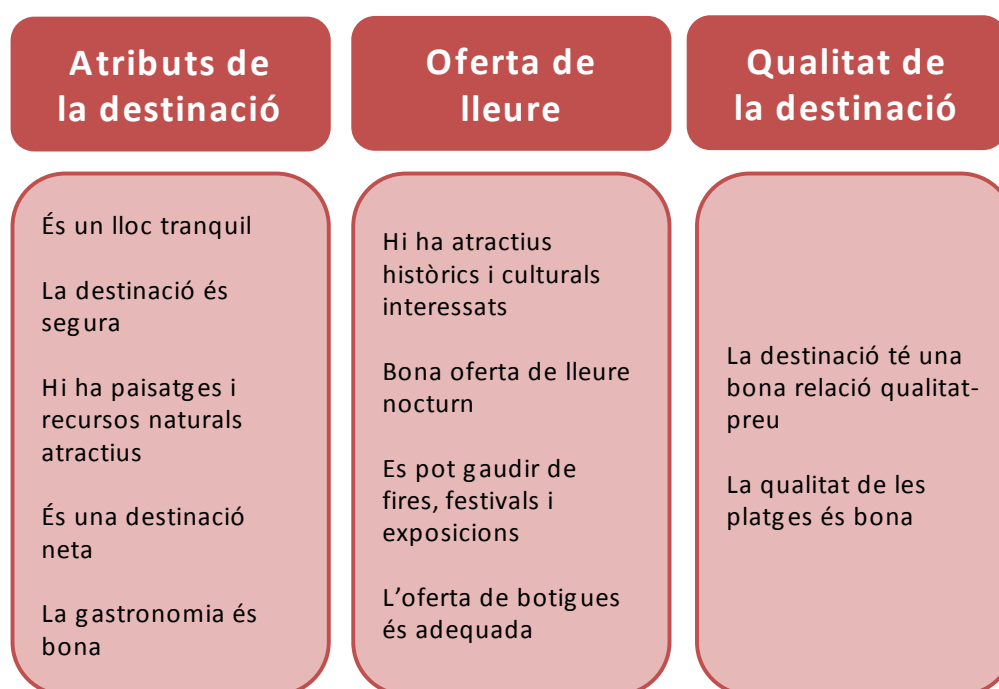 Atributs de
la destinació
És un lloc tranquil
La destinació és
segura
Hi ha paisatges i
recursos naturals
atractius
És una destinació
neta
La gastronomia és
bona
Oferta de
lleure
Hi ha atractius
històrics i culturals
interessats
Bona oferta de lleure
nocturn
Es pot gaudir de
fires, festivals i
exposicions
L’oferta de botigues
és adequada
Qualitat de
la destinació
La destinació té una
bona relació qualitat-
preu
La qualitat de les
platges és bona